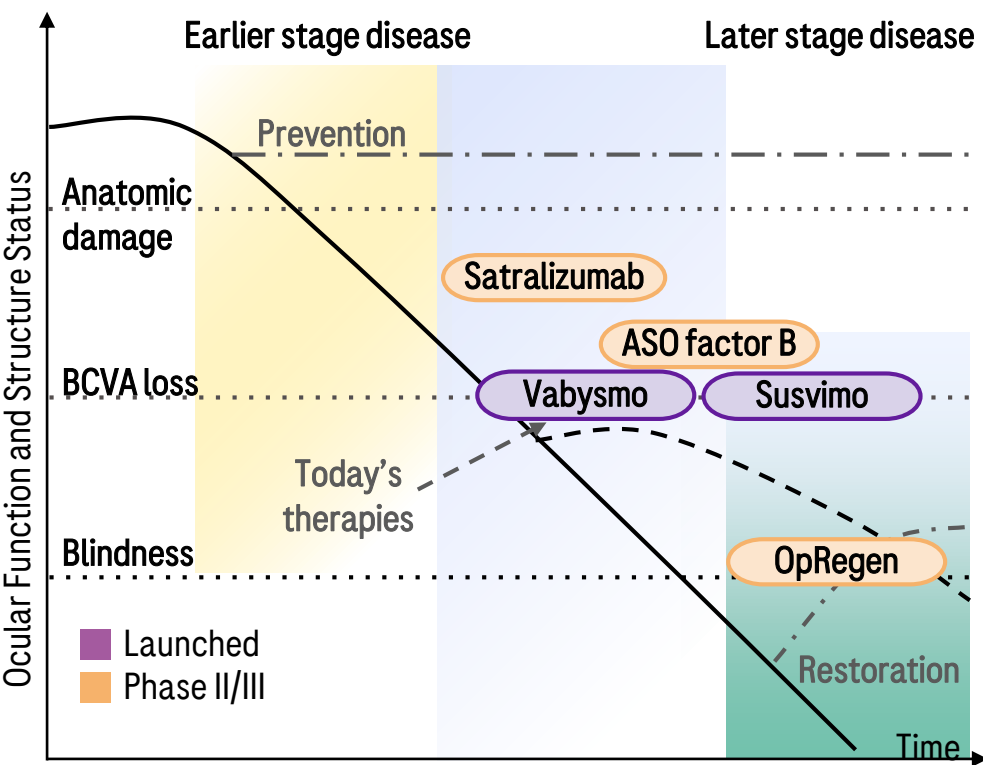 Earlier stage disease
Later stage disease
Prevention
Anatomic
damage
Satralizumab
ASO factor B
BCVA loss
Vabysmo
Susvimo
Today's
therapies
Blindness
OpRegen
Launched
Phase II/III
Restoration
Time
Ocular Function and Structure Status